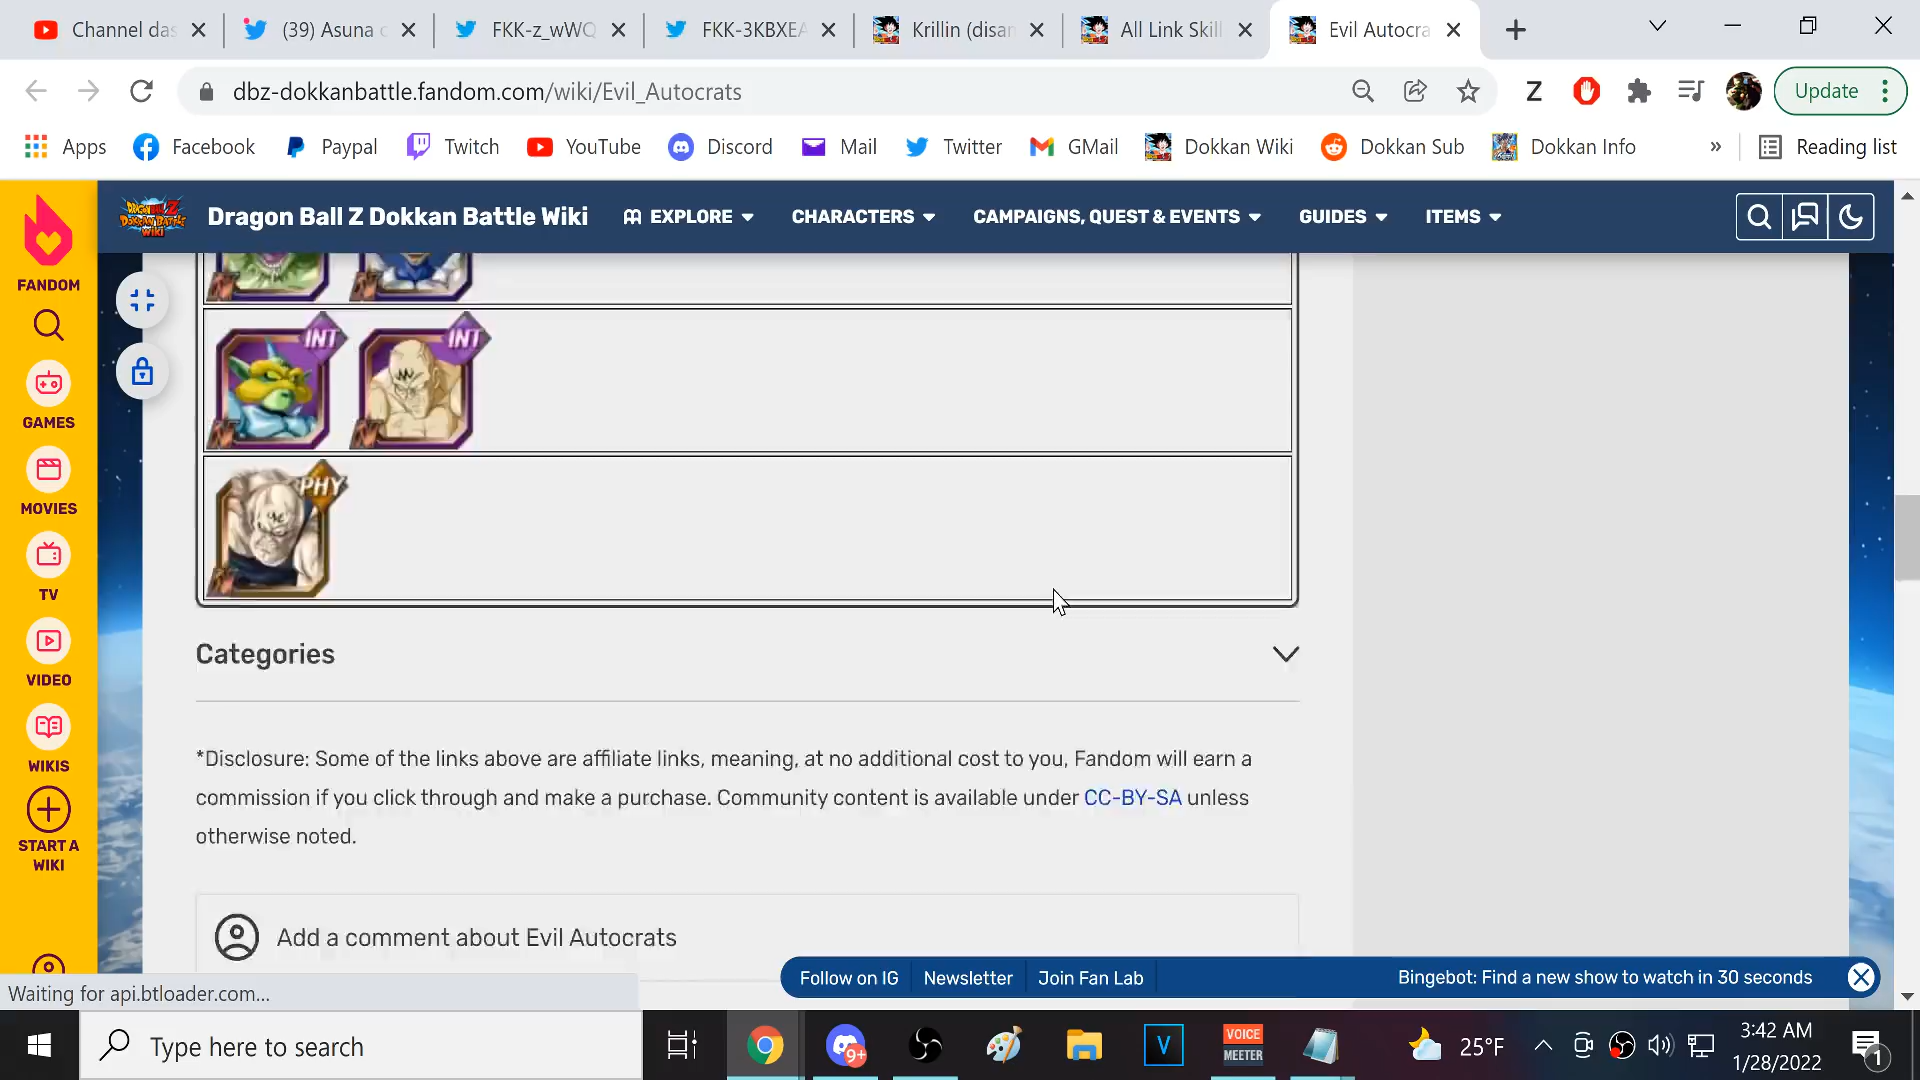 Channel das
(39) Asuna
FKK-z_wWQ
FKK-3KBXEA
Krillin (disar
All Link Skil
Evil Autocra
dbz-dokkanbattle.fandom.com/wiki/Evil_Autocrats
Z
Update
Apps
Facebook
Paypal
Twitch
YouTube
Discord
Mail
Twitter
GMail
Dokkan Wiki
Dokkan Sub
Dokkan Info
»
Reading list
FANDOM
GAMES
MOVIES
TV
VIDEO
WIKIS
START A
WIKI
Dragon Ball Z Dokkan Battle Wiki
EXPLORE
CHARACTERS
CAMPAIGNS, QUEST & EVENTS
GUIDES
ITEMS
INT
INT
PHY
Categories
*Disclosure: Some of the links above are affiliate links, meaning, at no additional cost to you, Fandom will earn a
commission if you click through and make a purchase. Community content is available under CC-BY-SA unless
otherwise noted.
Add a comment about Evil Autocrats
Follow on IG
Newsletter
Join Fan Lab
Bingebot: Find a new show to watch in 30 seconds
Waiting for api.btloader.com...
Type here to search
9+
V
VOICE
MEETER
25°F
3:42 AM
1/28/2022
1